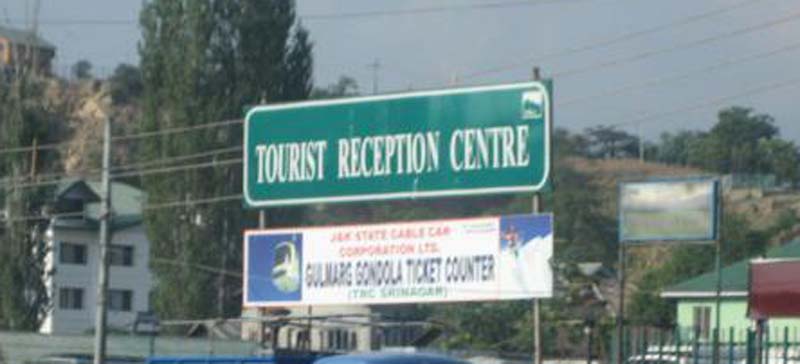 TOURIST RECEPTION CENTRE
J&K STATE CABLE CAR
CORPORATION LTD.
GULMARG GONDOLA TICKET COUNTER
(TRC SRINAGAR)